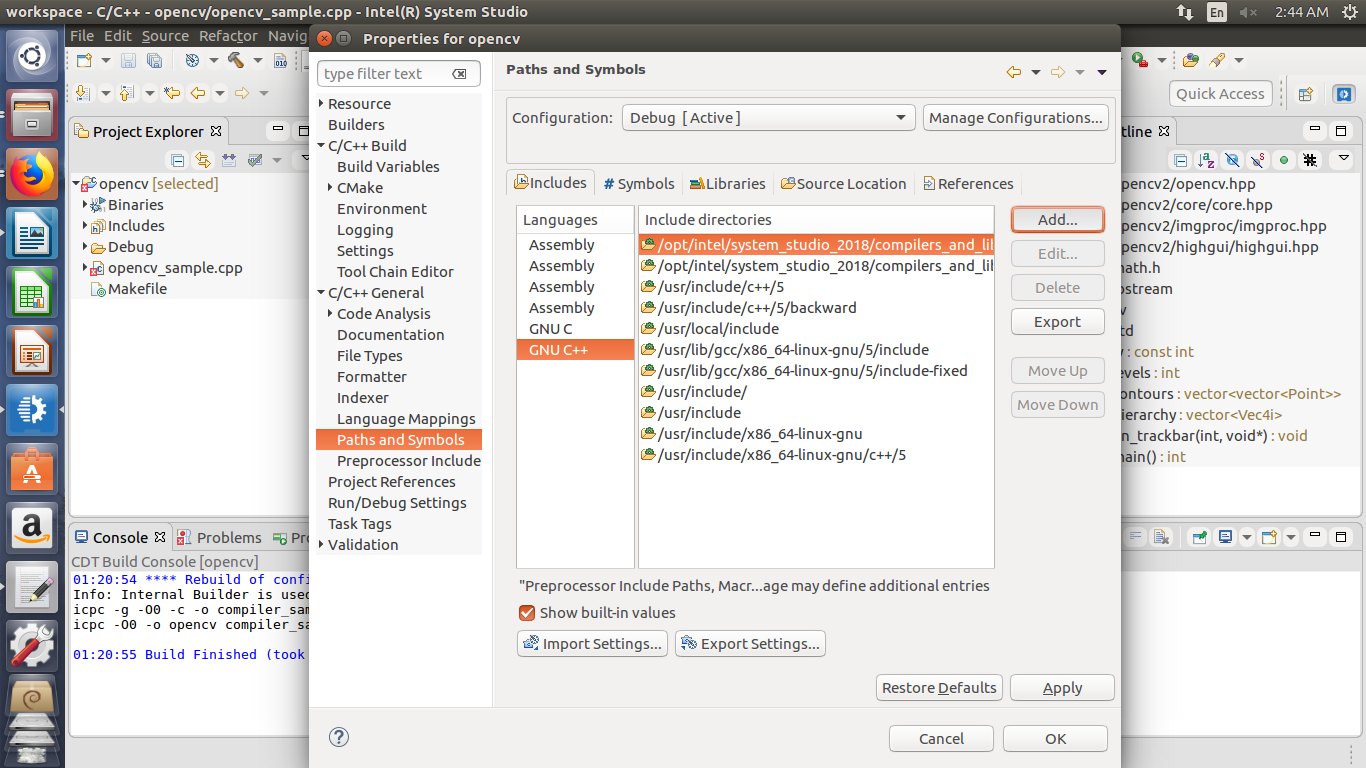 workspace - C/C++ - opencv/opencv_sample.cpp - Intel(R) System Studio
En
2:44 AM
File Edit Source Refactor Navig
Properties for opencv
type filter text
Resource
Builders
C/C++ Build
Build Variables
CMake
Environment
Logging
Settings
Tool Chain Editor
C/C++ General
Code Analysis
Documentation
File Types
Formatter
Indexer
Language Mappings
Paths and Symbols
Preprocessor Include
Project References
Run/Debug Settings
Task Tags
Validation
Paths and Symbols
Configuration:
Debug [ Active ]
Manage Configurations...
Includes
# Symbols
Libraries
Source Location
References
Languages
Assembly
Assembly
Assembly
Assembly
GNU C
GNU C++
Include directories
/opt/intel/system_studio_2018/compilers_and_lil
/opt/intel/system_studio_2018/compilers_and_lil
/usr/include/c++/5
/usr/include/c++/5/backward
/usr/local/include
/usr/lib/gcc/x86_64-linux-gnu/5/include
/usr/lib/gcc/x86_64-linux-gnu/5/include-fixed
/usr/include/
/usr/include
/usr/include/x86_64-linux-gnu
/usr/include/x86_64-linux-gnu/c++/5
Add...
Edit...
Delete
Export
Move Up
Move Down
"Preprocessor Include Paths, Macr...age may define additional entries
Show built-in values
Import Settings...
Export Settings...
Restore Defaults
Apply
Cancel
OK
Project Explorer
opencv [selected]
Binaries
Includes
Debug
opencv_sample.cpp
Makefile
Console
Problems
Pr
CDT Build Console [opencv]
01:20:54 **** Rebuild of confi
Info: Internal Builder is used
icpc -g -O0 -c -o compiler_sam
icpc -O0 -o opencv compiler_sa
01:20:55 Build Finished (took
Quick Access
tline
pencv2/opencv.hpp
pencv2/core/core.hpp
pencv2/imgproc/imgproc.hpp
pencv2/highgui/highgui.hpp
ath.h
ostream
v
td
: const int
evels : int
ontours : vector<vector<Point>>
ierarchy : vector<Vec4i>
n_trackbar(int, void*) : void
nain() : int